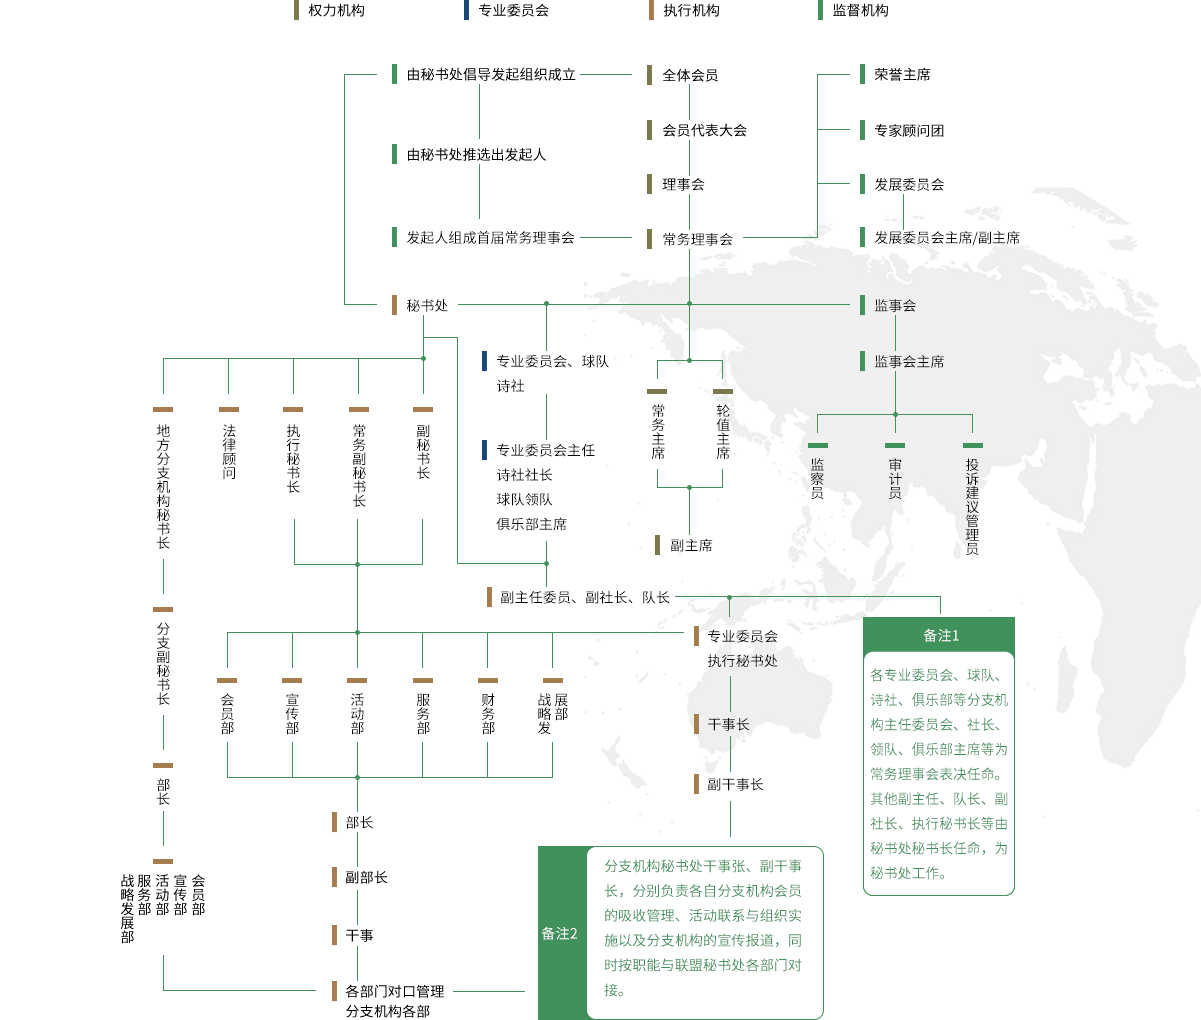 权力机构
专业委员会
执行机构
监督机构
由秘书处倡导发起组织成立
全体会员
荣誉主席
会员代表大会
专家顾问团
由秘书处推选出发起人
理事会
发展委员会
发起人组成首届常务理事会
常务理事会
发展委员会主席/副主席
秘书处
监事会
专业委员会、球队
诗社
监事会主席
地方分支机构秘书长
法律顾问
执行秘书长
常务副秘书长
副秘书长
常务主席
轮值主席
专业委员会主任
诗社社长
球队领队
俱乐部主席
监察员
审计员
投诉建议管理员
副主席
副主任委员、副社长、队长
分支副秘书长
专业委员会
执行秘书处
备注1
各专业委员会、球队、
诗社、俱乐部等分支机
构主任委员会、社长、
领队、俱乐部主席等为
常务理事会表决任命。
其他副主任、队长、副
社长、执行秘书长等由
秘书处秘书长任命，为
秘书处工作。
会员部
宣传部
活动部
服务部
财务部
战略发
展部
干事长
部长
副干事长
部长
战略发展部
服务部
活动部
宣传部
会员部
副部长
干事
备注2
分支机构秘书处干事张、副干事
长，分别负责各自分支机构会员
的吸收管理、活动联系与组织实
施以及分支机构的宣传报道，同
时按职能与联盟秘书处各部门对
接。
各部门对口管理
分支机构各部